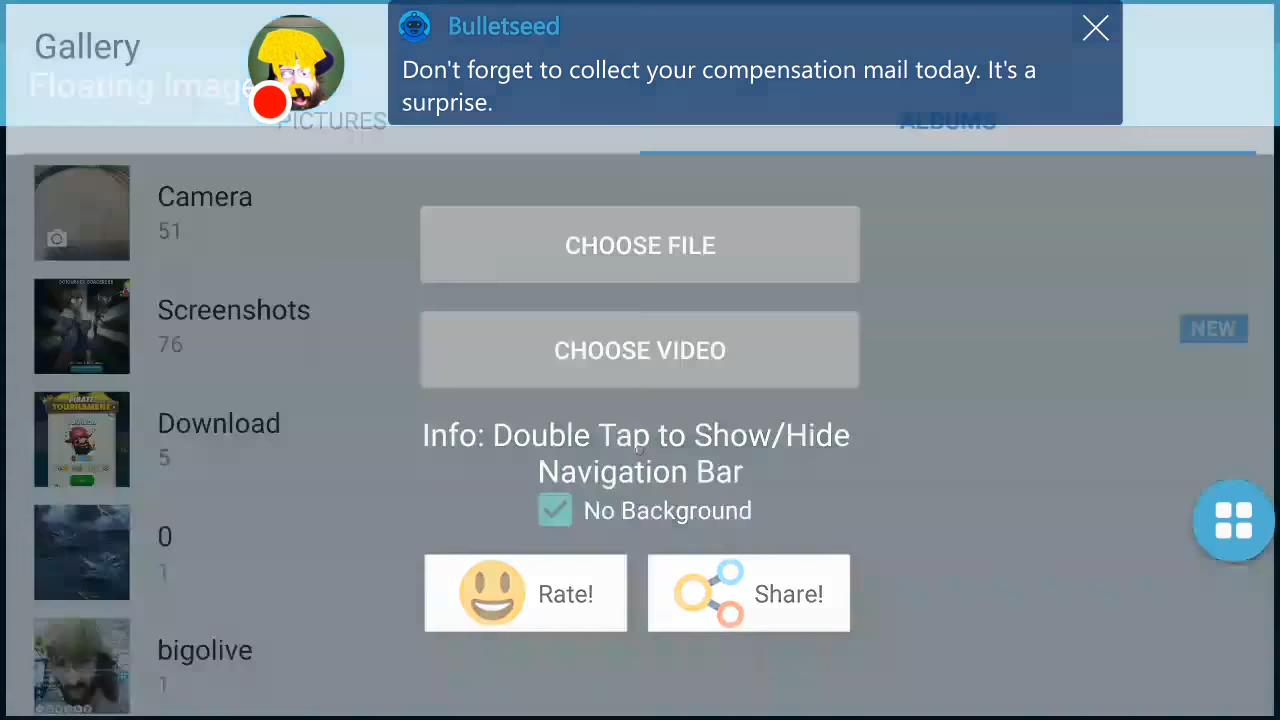 Gallery
Floating Image
Bulletseed
Don't forget to collect your compensation mail today. It's a
surprise.
PICTURES
ALBUMS
Camera
51
Screenshots
76
NEW
Download
5
0
1
bigolive
1
CHOOSE FILE
CHOOSE VIDEO
Info: Double Tap to Show/Hide
Navigation Bar
No Background
Rate!
Share!
PIRATE
TOURNAMENT